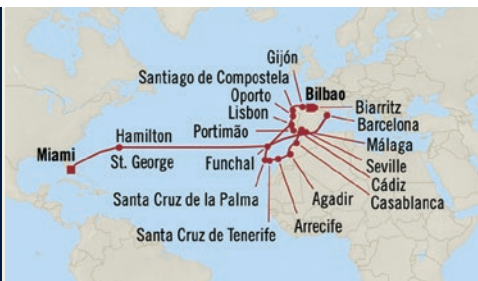 Gijón
Santiago de Compostela
Oporto
Bilbao
Lisbon
Biarritz
Portimão
Barcelona
Hamilton
Málaga
Miami
St. George
Funchal
Seville
Cádiz
Santa Cruz de la Palma
Agadir
Casablanca
Santa Cruz de Tenerife
Arrecife